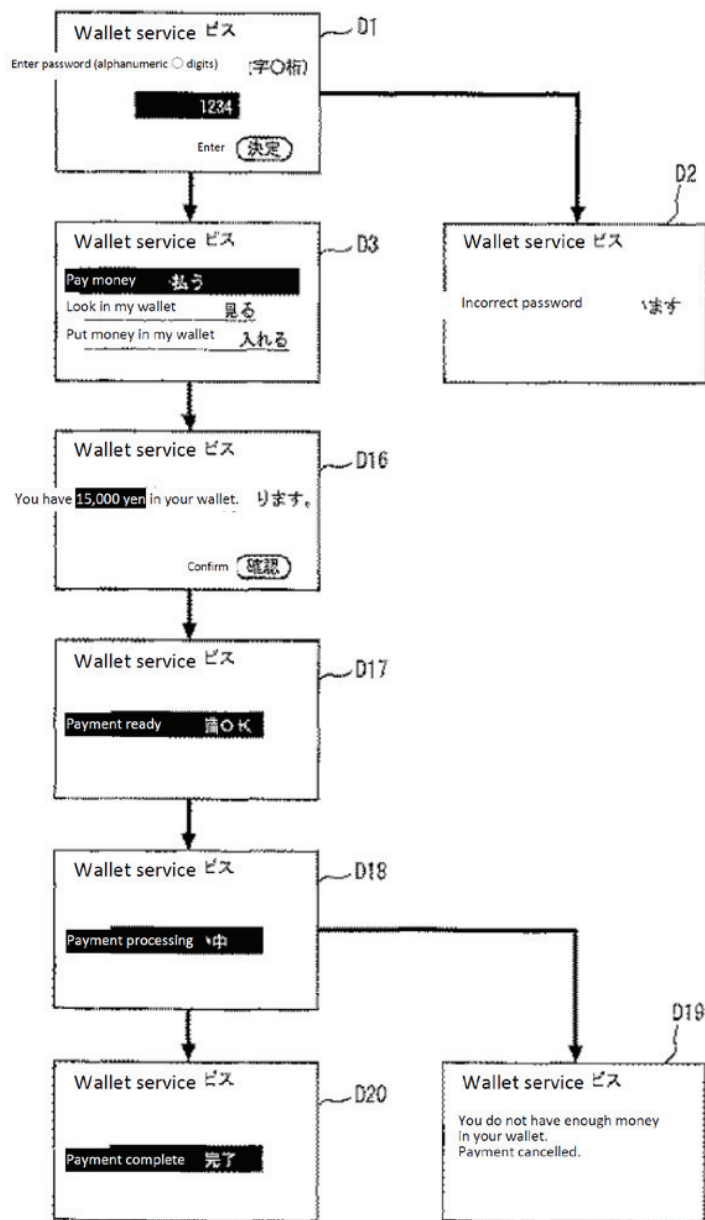 Wallet service ビス
D1
Enter password (alphanumeric ○ digits) 字○桁)
1234
Enter 決定
D2
Wallet service ビス
Incorrect password います
Wallet service ビス
D3
Pay money 払う
Look in my wallet 見る
Put money in my wallet 入れる
Wallet service ビス
D16
You have 15,000 yen in your wallet. ります。
Confirm 確認
Wallet service ビス
D17
Payment ready 備OK
Wallet service ビス
D18
Payment processing 中
D19
Wallet service ビス
You do not have enough money
in your wallet.
Payment cancelled.
Wallet service ビス
D20
Payment complete 完了